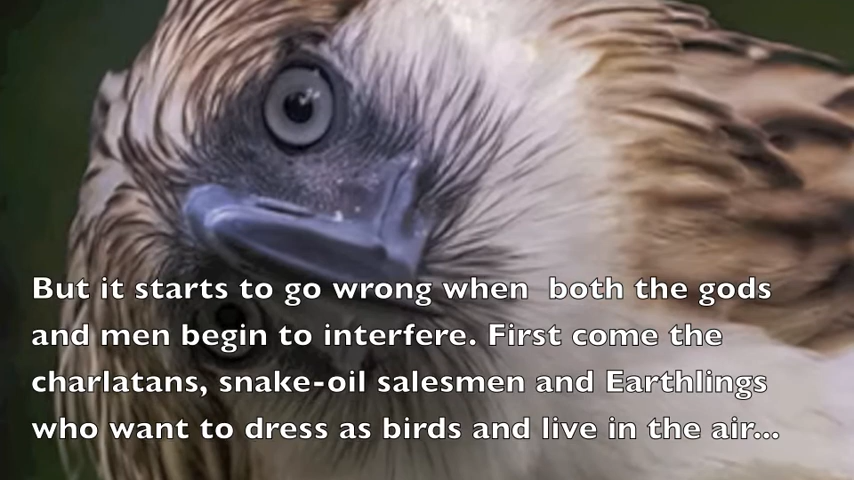 But it starts to go wrong when  both the gods
and men begin to interfere. First come the
charlatans, snake-oil salesmen and Earthlings
who want to dress as birds and live in the air...